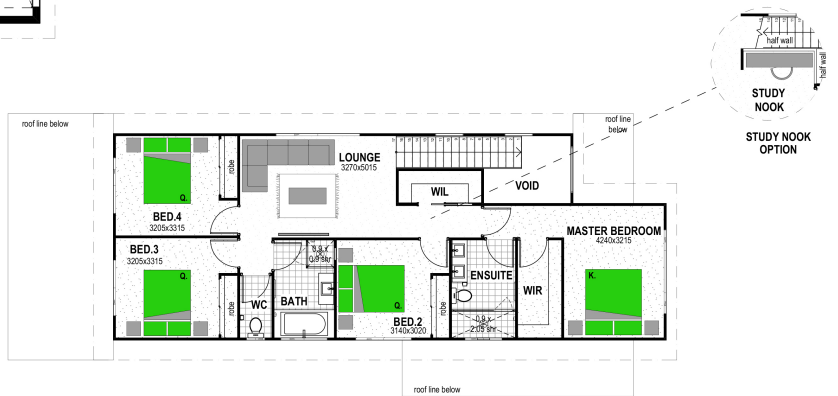 half wall
half wall
STUDY
NOOK
STUDY NOOK
OPTION
roof line below
roof line
below
robe
Q.
BED.4
3205x3315
LOUNGE
3270x5015
WIL
VOID
MASTER BEDROOM
4240x3215
K.
BED.3
3205x3315
Q.
robe
WC
BATH
0.9 x
0.9 shr
Q.
BED.2
3140x3020
robe
ENSUITE
0.9 x
2.05 shr
WIR
roof line below